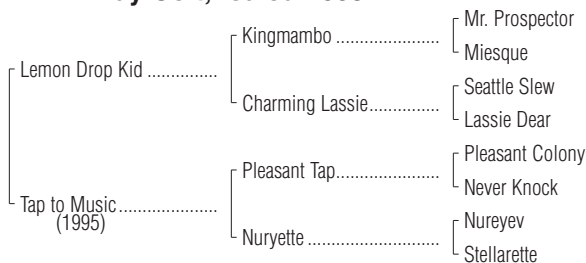 Mr. Prospector
Kingmambo ........................
Miesque
Lemon Drop Kid ................
Seattle Slew
Charming Lassie................
Lassie Dear
Pleasant Colony
Pleasant Tap........................
Never Knock
Tap to Music......................
(1995)
Nureyev
Nuryette ..............................
Stellarette